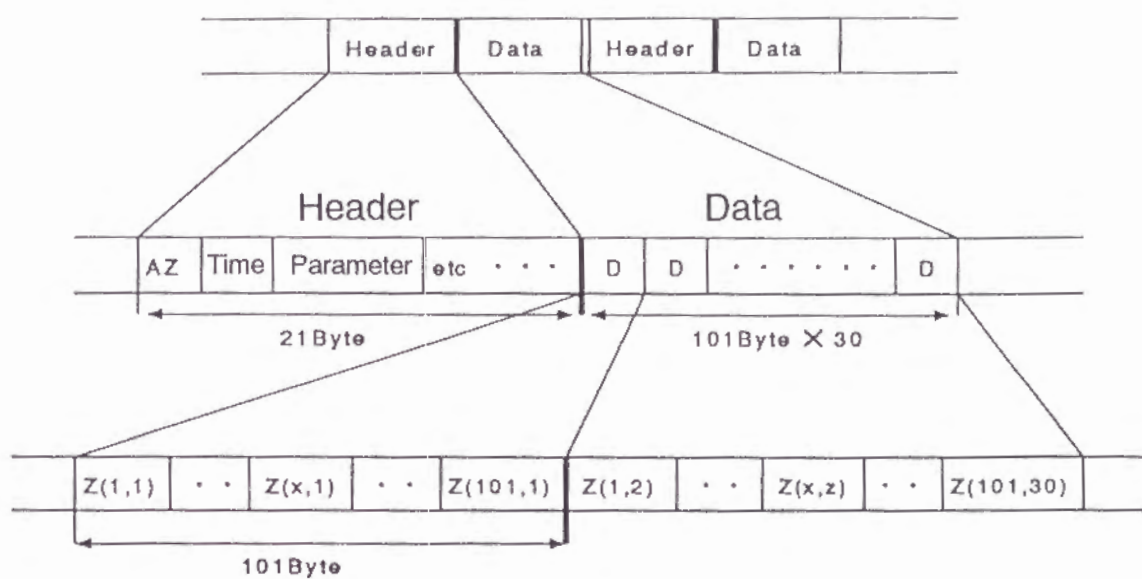 Header Data Header Data
Header Data
AZ Time Parameter etc · · · D D · · · · · · D
21Byte 101Byte × 30
Z(1,1) · · Z(x,1) · · Z(101,1) Z(1,2) · · Z(x,z) · · Z(101,30)
101Byte